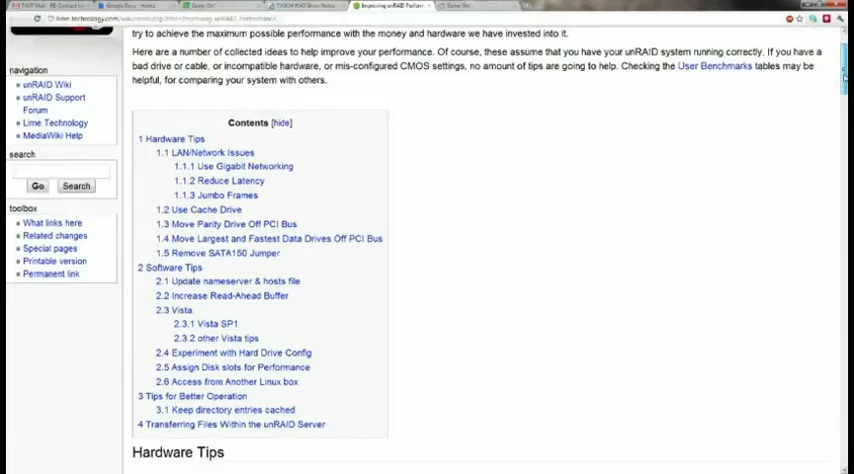 Improving unRAID Perform
lime-technology.com/wiki/index.php?title=Improving_unRAID_Performance
try to achieve the maximum possible performance with the money and hardware we have invested into it.
Here are a number of collected ideas to help improve your performance. Of course, these assume that you have your unRAID system running correctly. If you have a
bad drive or cable, or incompatible hardware, or mis-configured CMOS settings, no amount of tips are going to help. Checking the User Benchmarks tables may be
helpful, for comparing your system with others.
navigation
unRAID Wiki
unRAID Support
Forum
Lime Technology
MediaWiki Help
search
Go Search
toolbox
What links here
Related changes
Special pages
Printable version
Permanent link
Contents [hide]
1 Hardware Tips
1.1 LAN/Network Issues
1.1.1 Use Gigabit Networking
1.1.2 Reduce Latency
1.1.3 Jumbo Frames
1.2 Use Cache Drive
1.3 Move Parity Drive Off PCI Bus
1.4 Move Largest and Fastest Data Drives Off PCI Bus
1.5 Remove SATA150 Jumper
2 Software Tips
2.1 Update nameserver & hosts file
2.2 Increase Read-Ahead Buffer
2.3 Vista
2.3.1 Vista SP1
2.3.2 other Vista tips
2.4 Experiment with Hard Drive Config
2.5 Assign Disk slots for Performance
2.6 Access from Another Linux box
3 Tips for Better Operation
3.1 Keep directory entries cached
4 Transferring Files Within the unRAID Server
Hardware Tips